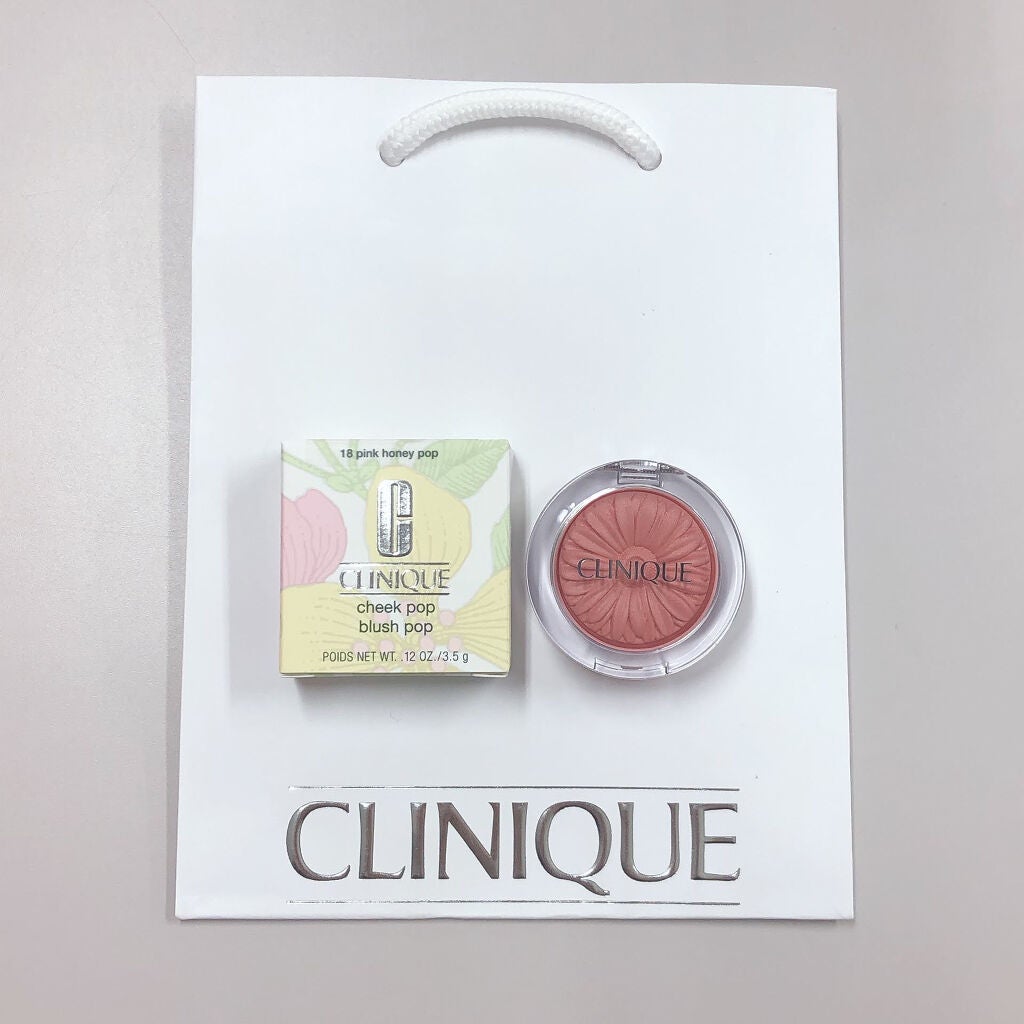 18 pink honey pop
C
CLINIQUE
cheek pop
blush pop
POIDS NET WT. .12 OZ./3.5 g
CLINIQUE
CLINIQUE